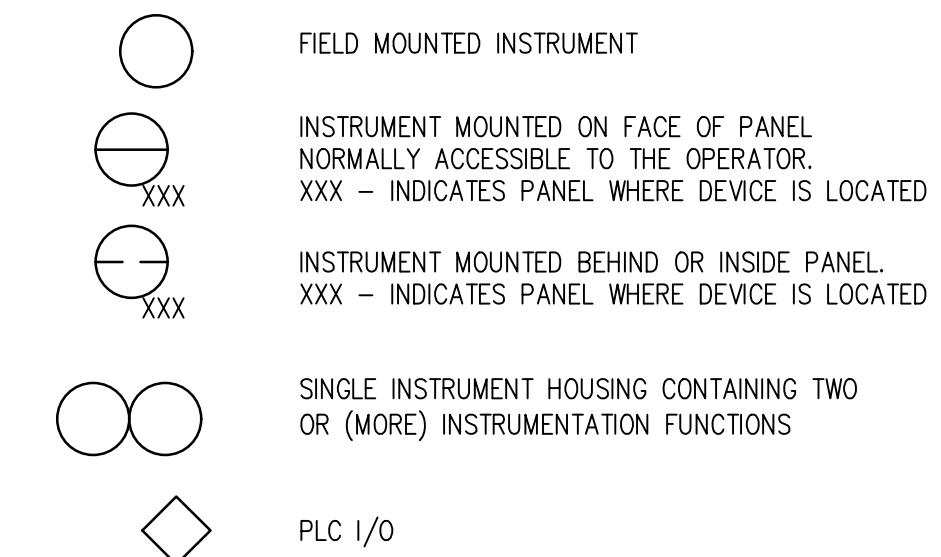 FIELD MOUNTED INSTRUMENT
INSTRUMENT MOUNTED ON FACE OF PANEL
NORMALLY ACCESSIBLE TO THE OPERATOR.
XXX
XXX – INDICATES PANEL WHERE DEVICE IS LOCATED
INSTRUMENT MOUNTED BEHIND OR INSIDE PANEL.
XXX
XXX – INDICATES PANEL WHERE DEVICE IS LOCATED
SINGLE INSTRUMENT HOUSING CONTAINING TWO
OR (MORE) INSTRUMENTATION FUNCTIONS
PLC I/O